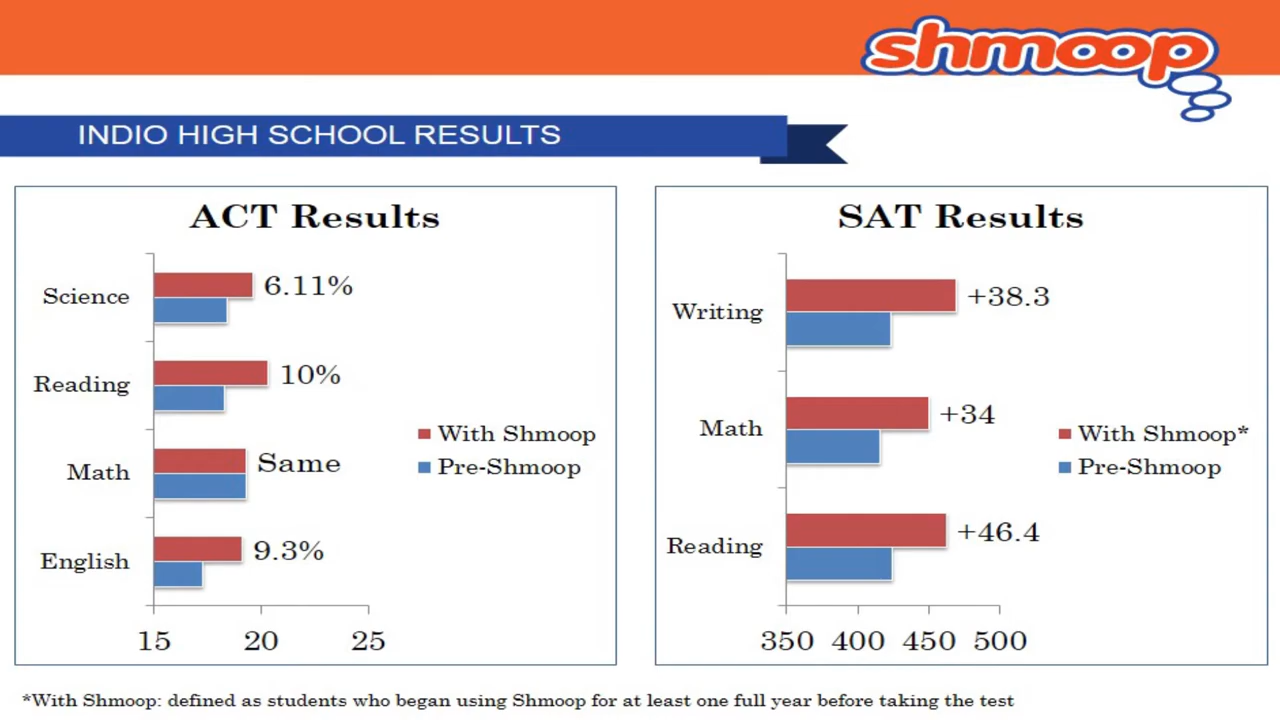 shmoop
INDIO HIGH SCHOOL RESULTS
ACT Results
Science
6.11%
Reading
10%
Math
Same
English
9.3%
With Shmoop
Pre-Shmoop
15 20 25
SAT Results
Writing
+38.3
Math
+34
Reading
+46.4
With Shmoop*
Pre-Shmoop
350 400 450 500
*With Shmoop: defined as students who began using Shmoop for at least one full year before taking the test